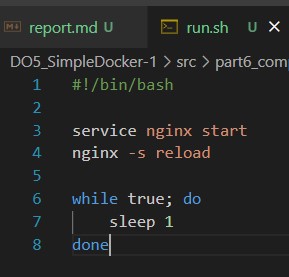 report.md U
run.sh U
DO5_SimpleDocker-1 > src > part6_com
1 #!/bin/bash
2
3 service nginx start
4 nginx -s reload
5
6 while true; do
7 sleep 1
8 done